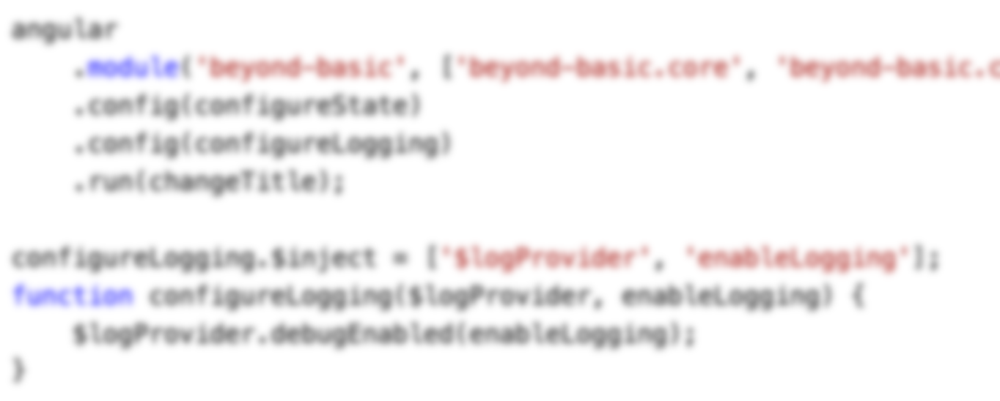 angular
    .module('beyond-basic', ['beyond-basic.core', 'beyond-basic.c
    .config(configureState)
    .config(configureLogging)
    .run(changeTitle);

configureLogging.$inject = ['$logProvider', 'enableLogging'];
function configureLogging($logProvider, enableLogging) {
    $logProvider.debugEnabled(enableLogging);
}